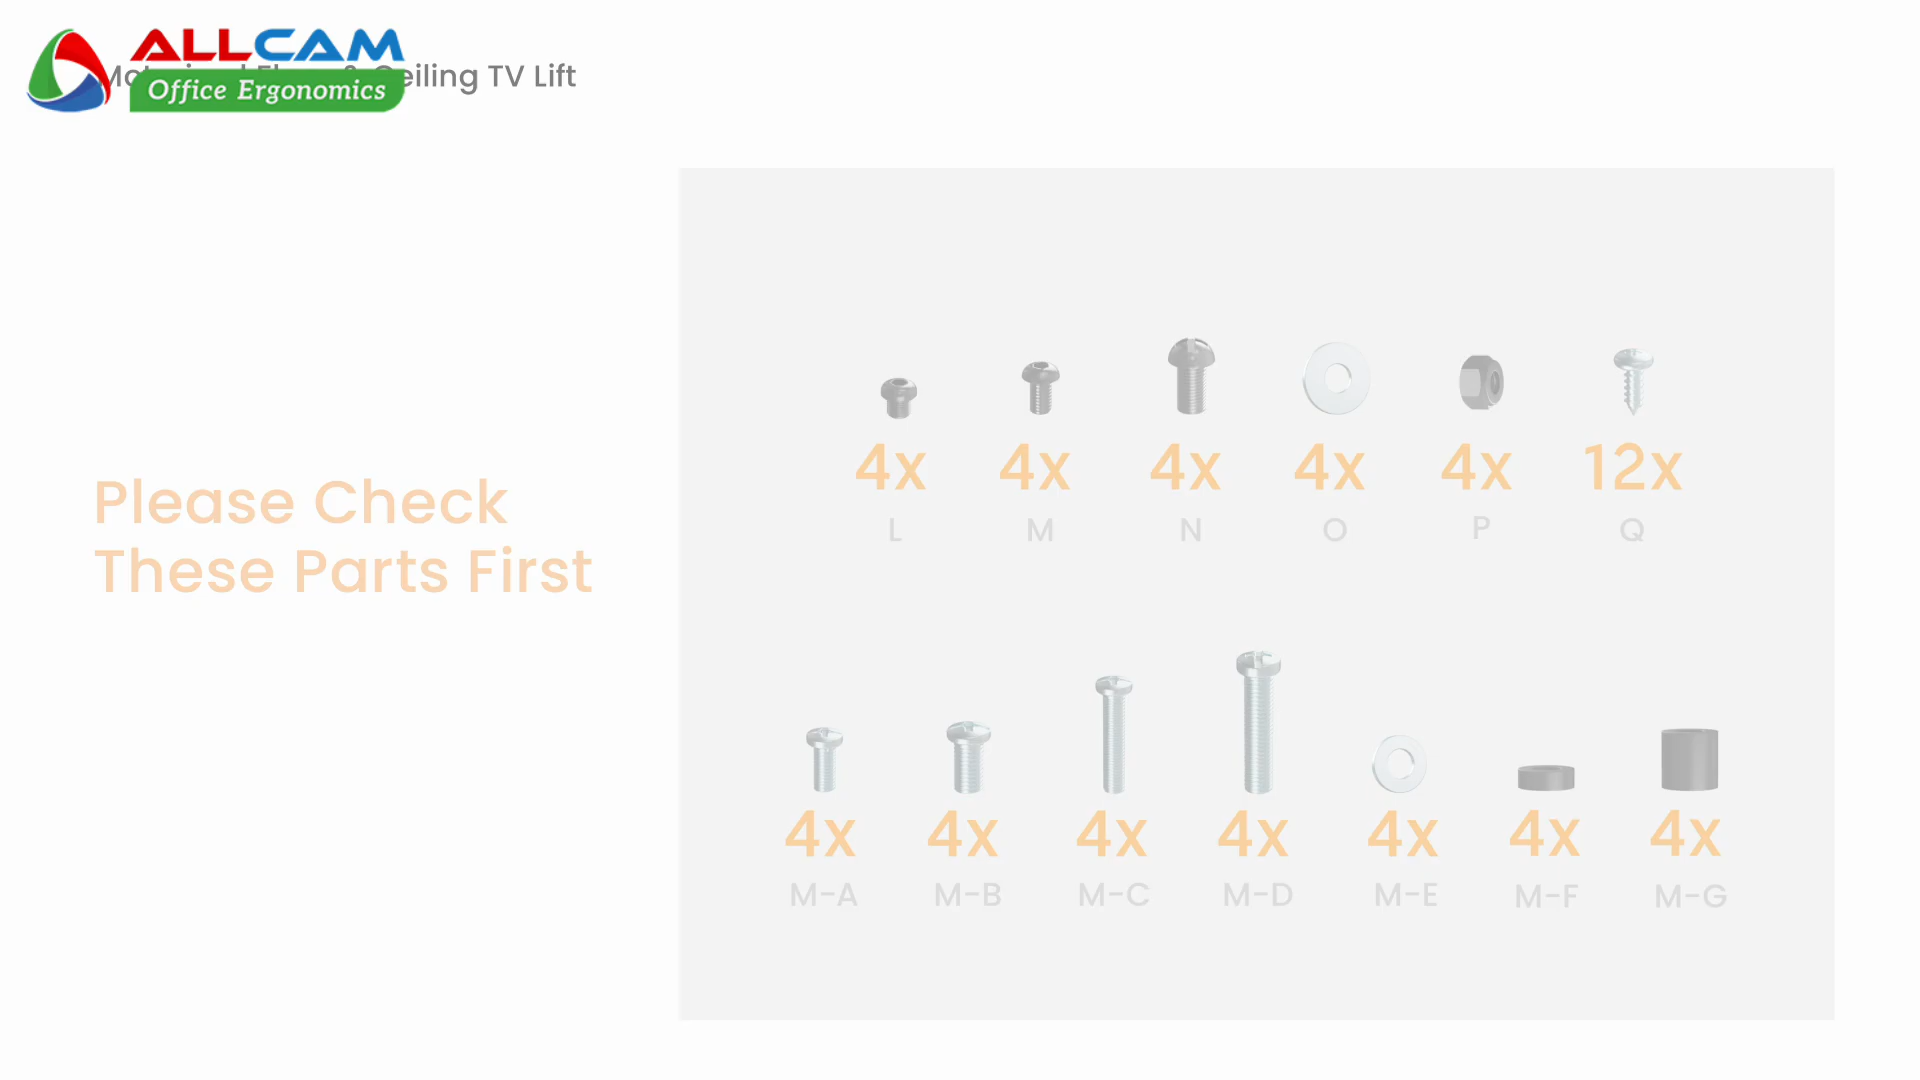 ALLCAM
Office Ergonomics
Ceiling TV Lift
Please Check
These Parts First
4x 4x 4x 4x 4x 12x
L M N O P Q
4x 4x 4x 4x 4x 4x 4x
M-A M-B M-C M-D M-E M-F M-G